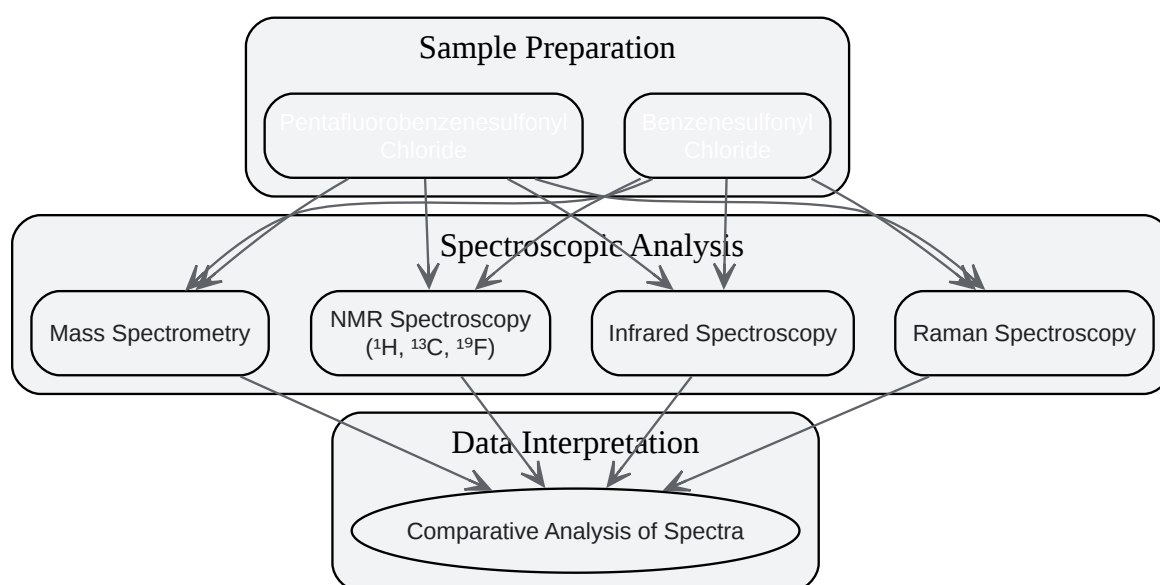 Sample Preparation
Pentafluorobenzenesulfonyl
Chloride
Benzenesulfonyl
Chloride
Spectroscopic Analysis
Mass Spectrometry
NMR Spectroscopy
(¹H, ¹³C, ¹⁹F)
Infrared Spectroscopy
Raman Spectroscopy
Data Interpretation
Comparative Analysis of Spectra